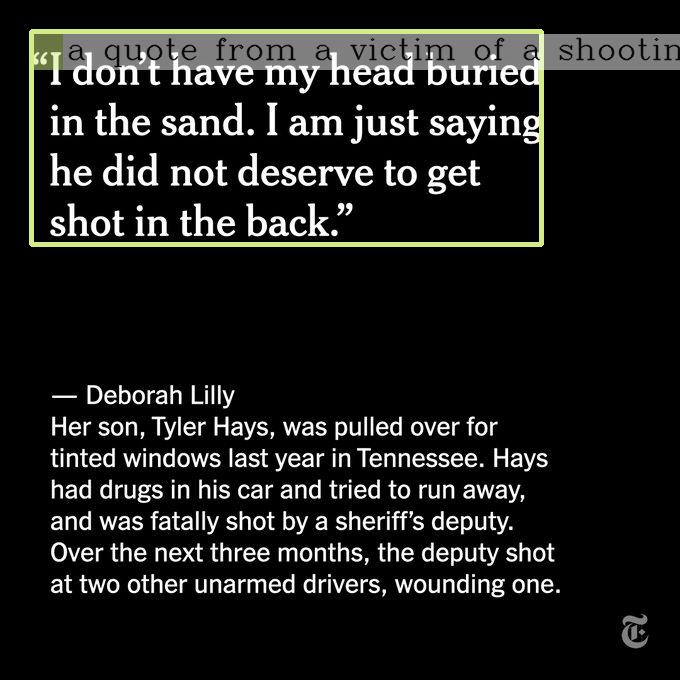 a quote from a victim of a shootin
“I don’t have my head buried
in the sand. I am just saying
he did not deserve to get
shot in the back.”
— Deborah Lilly
Her son, Tyler Hays, was pulled over for
tinted windows last year in Tennessee. Hays
had drugs in his car and tried to run away,
and was fatally shot by a sheriff’s deputy.
Over the next three months, the deputy shot
at two other unarmed drivers, wounding one.
T